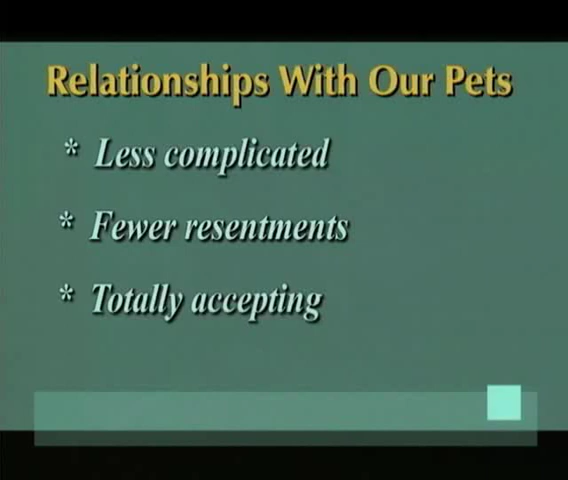 Relationships With Our Pets
* Less complicated
* Fewer resentments
* Totally accepting